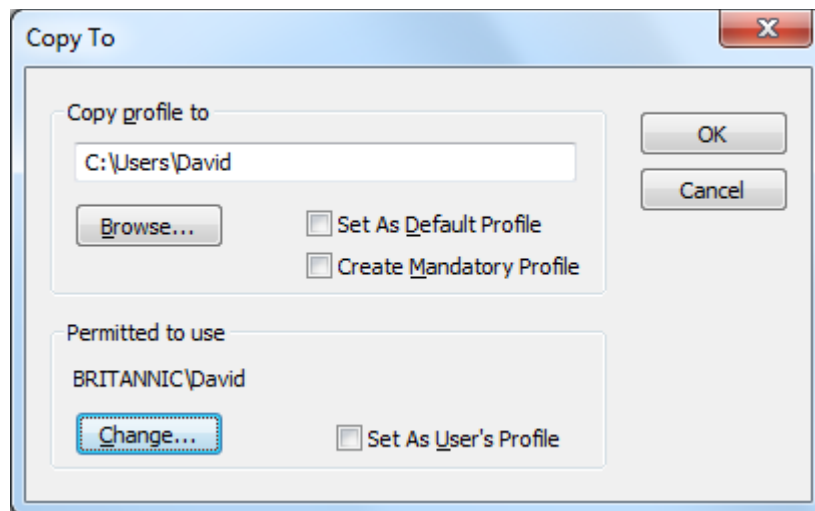 Copy To
Copy profile to
C:\Users\David
Browse...
Set As Default Profile
Create Mandatory Profile
OK
Cancel
Permitted to use
BRITANNIC\David
Change...
Set As User's Profile